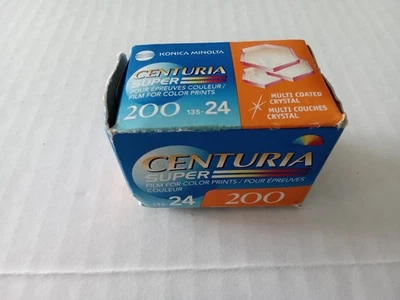 KONICA MINOLTA
CENTURIA
SUPER
POUR ÉPREUVES COULEUR/
FILM FOR COLOR PRINTS
200 135-24
MULTI COATED
CRYSTAL
MULTI COUCHES
CRYSTAL
CENTURIA
SUPER
FILM FOR COLOR PRINTS / POUR ÉPREUVES
COULEUR
135-24 200